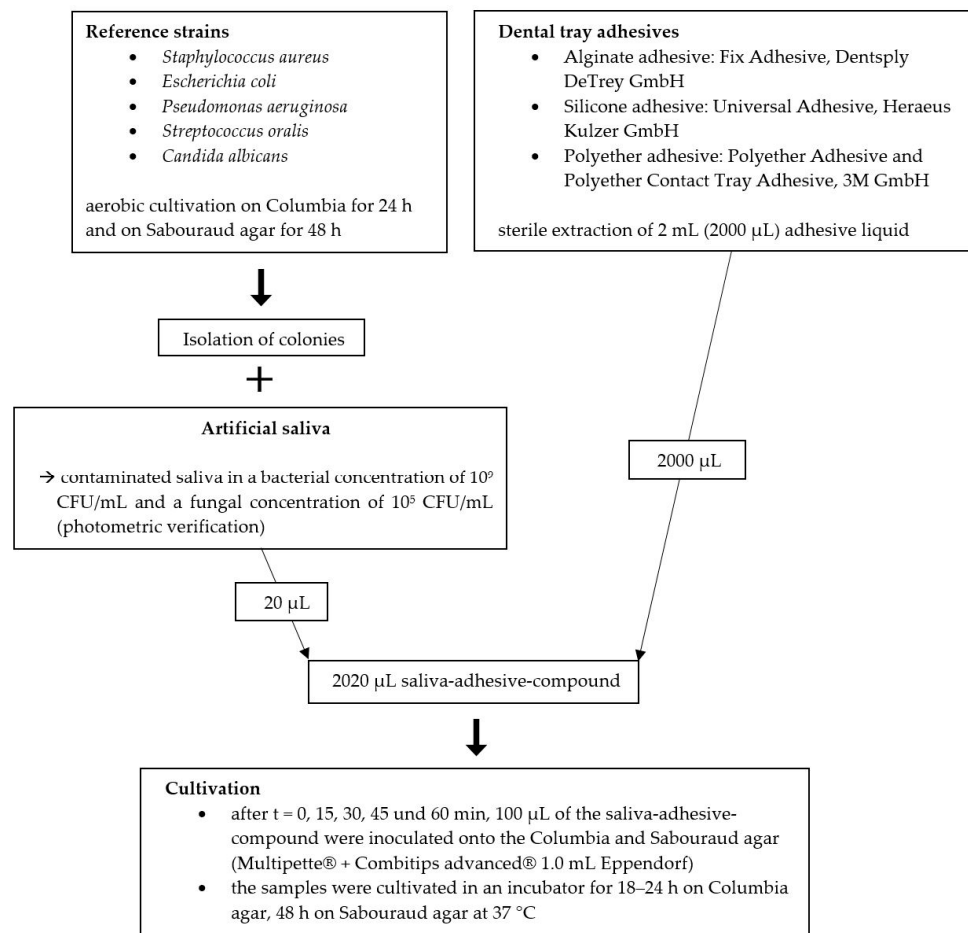 Reference strains
• Staphylococcus aureus
• Escherichia coli
• Pseudomonas aeruginosa
• Streptococcus oralis
• Candida albicans
aerobic cultivation on Columbia for 24 h
and on Sabouraud agar for 48 h
Dental tray adhesives
• Alginate adhesive: Fix Adhesive, Dentsply
DeTrey GmbH
• Silicone adhesive: Universal Adhesive, Heraeus
Kulzer GmbH
• Polyether adhesive: Polyether Adhesive and
Polyether Contact Tray Adhesive, 3M GmbH
sterile extraction of 2 mL (2000 µL) adhesive liquid
Isolation of colonies
+
Artificial saliva
→ contaminated saliva in a bacterial concentration of 10⁹
CFU/mL and a fungal concentration of 10⁵ CFU/mL
(photometric verification)
2000 µL
20 µL
2020 µL saliva-adhesive-compound
Cultivation
• after t = 0, 15, 30, 45 und 60 min, 100 µL of the saliva-adhesive-
compound were inoculated onto the Columbia and Sabouraud agar
(Multipette® + Combitips advanced® 1.0 mL Eppendorf)
• the samples were cultivated in an incubator for 18–24 h on Columbia
agar, 48 h on Sabouraud agar at 37 °C